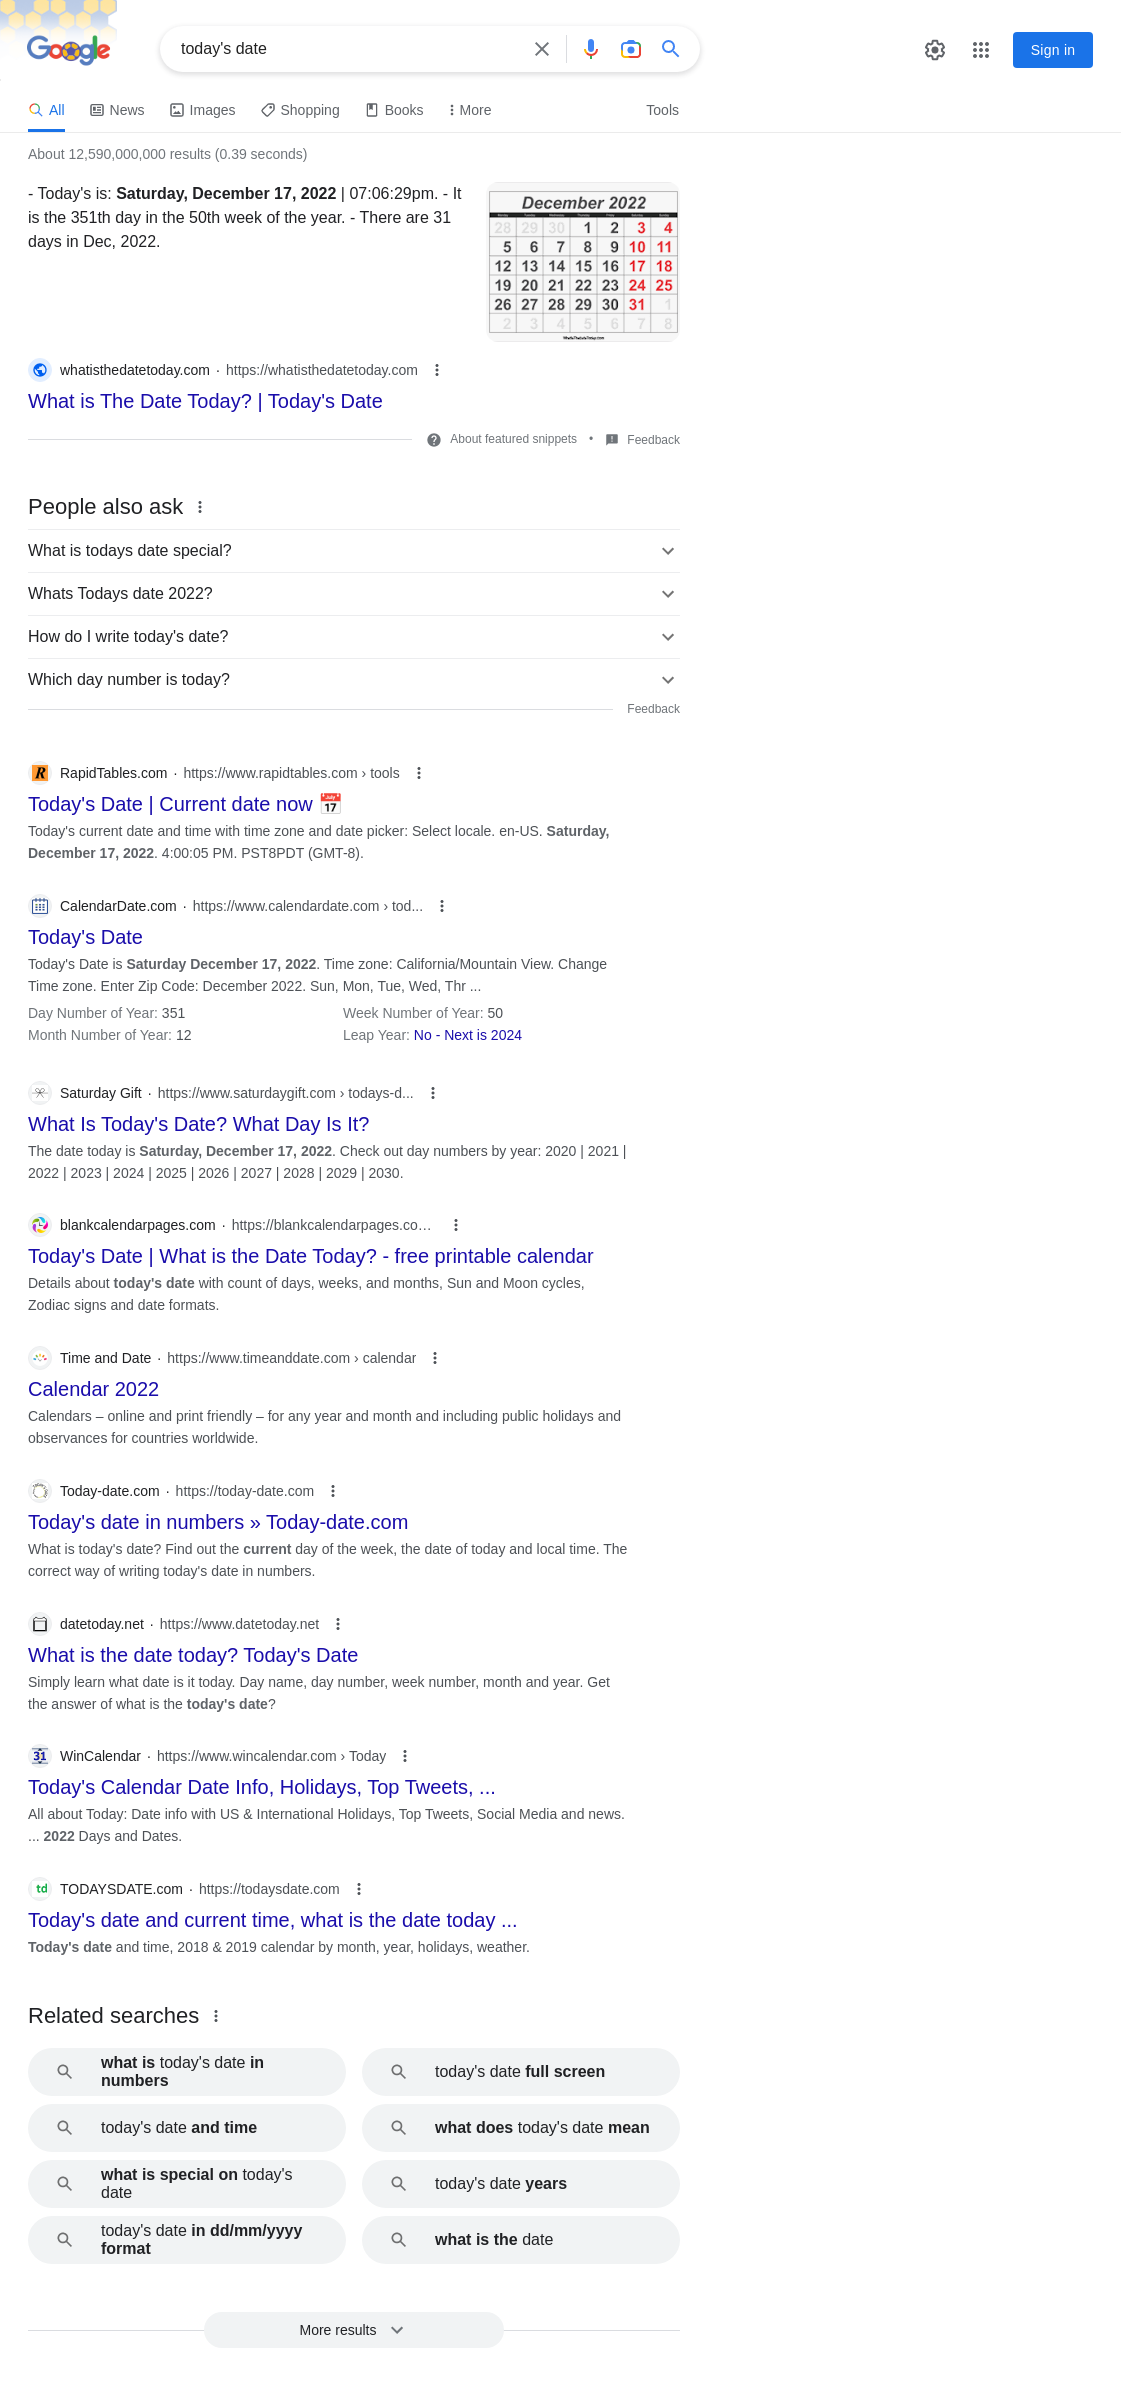 Google
today's date
Sign in
All
News
Images
Shopping
Books
More
Tools
About 12,590,000,000 results (0.39 seconds)
- Today's is: Saturday, December 17, 2022 | 07:06:29pm. - It
is the 351th day in the 50th week of the year. - There are 31
days in Dec, 2022.
December 2022
28 29 30 1 2 3 4
5 6 7 8 9 10 11
12 13 14 15 16 17 18
19 20 21 22 23 24 25
26 27 28 29 30 31 1
2 3 4 5 6 7 8
whatisthedatetoday.com · https://whatisthedatetoday.com
What is The Date Today? | Today's Date
About featured snippets • Feedback
People also ask
What is todays date special?
Whats Todays date 2022?
How do I write today's date?
Which day number is today?
Feedback
RapidTables.com · https://www.rapidtables.com › tools
Today's Date | Current date now 📅
Today's current date and time with time zone and date picker: Select locale. en-US. Saturday,
December 17, 2022. 4:00:05 PM. PST8PDT (GMT-8).
CalendarDate.com · https://www.calendardate.com › tod...
Today's Date
Today's Date is Saturday December 17, 2022. Time zone: California/Mountain View. Change
Time zone. Enter Zip Code: December 2022. Sun, Mon, Tue, Wed, Thr ...
Day Number of Year: 351 Week Number of Year: 50
Month Number of Year: 12 Leap Year: No - Next is 2024
Saturday Gift · https://www.saturdaygift.com › todays-d...
What Is Today's Date? What Day Is It?
The date today is Saturday, December 17, 2022. Check out day numbers by year: 2020 | 2021 |
2022 | 2023 | 2024 | 2025 | 2026 | 2027 | 2028 | 2029 | 2030.
blankcalendarpages.com · https://blankcalendarpages.co…
Today's Date | What is the Date Today? - free printable calendar
Details about today's date with count of days, weeks, and months, Sun and Moon cycles,
Zodiac signs and date formats.
Time and Date · https://www.timeanddate.com › calendar
Calendar 2022
Calendars – online and print friendly – for any year and month and including public holidays and
observances for countries worldwide.
Today-date.com · https://today-date.com
Today's date in numbers » Today-date.com
What is today's date? Find out the current day of the week, the date of today and local time. The
correct way of writing today's date in numbers.
datetoday.net · https://www.datetoday.net
What is the date today? Today's Date
Simply learn what date is it today. Day name, day number, week number, month and year. Get
the answer of what is the today's date?
31 WinCalendar · https://www.wincalendar.com › Today
Today's Calendar Date Info, Holidays, Top Tweets, ...
All about Today: Date info with US & International Holidays, Top Tweets, Social Media and news.
... 2022 Days and Dates.
td TODAYSDATE.com · https://todaysdate.com
Today's date and current time, what is the date today ...
Today's date and time, 2018 & 2019 calendar by month, year, holidays, weather.
Related searches
what is today's date in
numbers
today's date full screen
today's date and time
what does today's date mean
what is special on today's
date
today's date years
today's date in dd/mm/yyyy
format
what is the date
More results